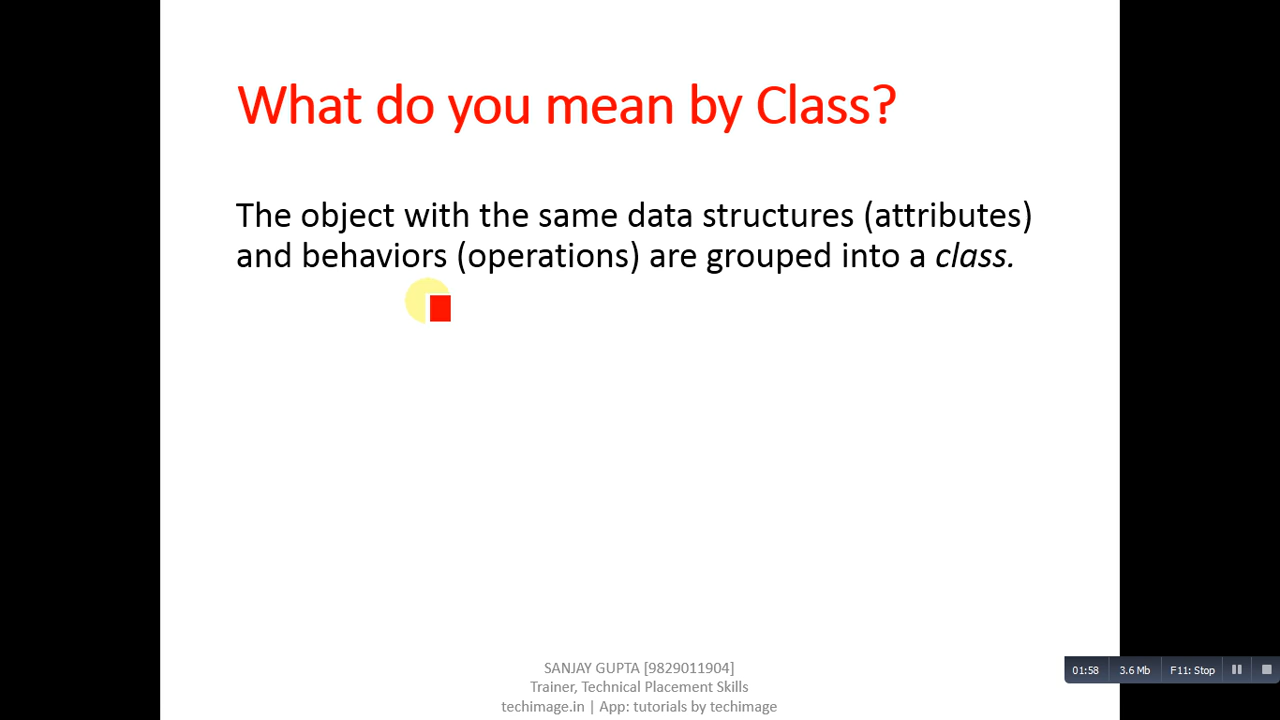 What do you mean by Class?
The object with the same data structures (attributes)
and behaviors (operations) are grouped into a class.
SANJAY GUPTA [9829011904]
Trainer, Technical Placement Skills
techimage.in | App: tutorials by techimage
01:58 3.6 Mb F11: Stop